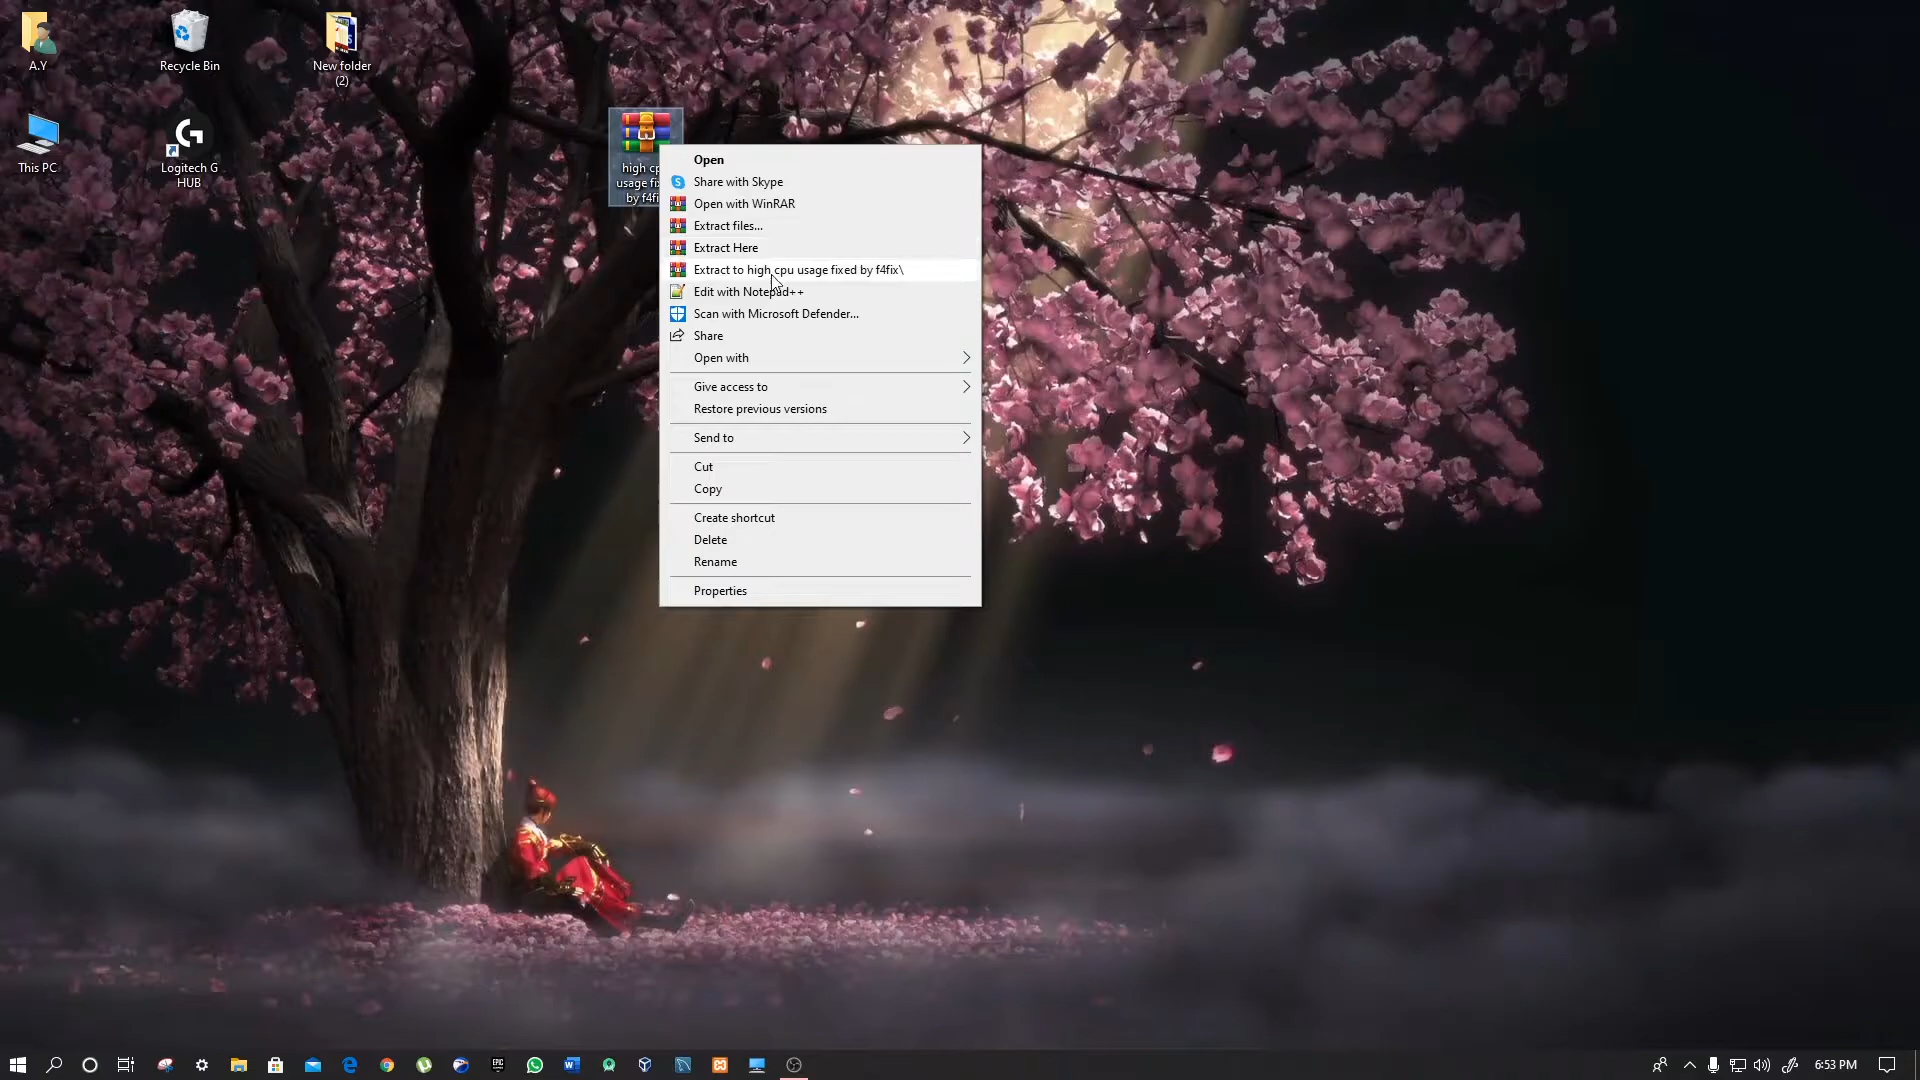 A.Y
Recycle Bin
New folder
(2)
This PC
Logitech G
HUB
high cp
usage fi
by f4fi
Open
Share with Skype
Open with WinRAR
Extract files...
Extract Here
Extract to high cpu usage fixed by f4fix\
Edit with Notepad++
Scan with Microsoft Defender...
Share
Open with
Give access to
Restore previous versions
Send to
Cut
Copy
Create shortcut
Delete
Rename
Properties
6:53 PM